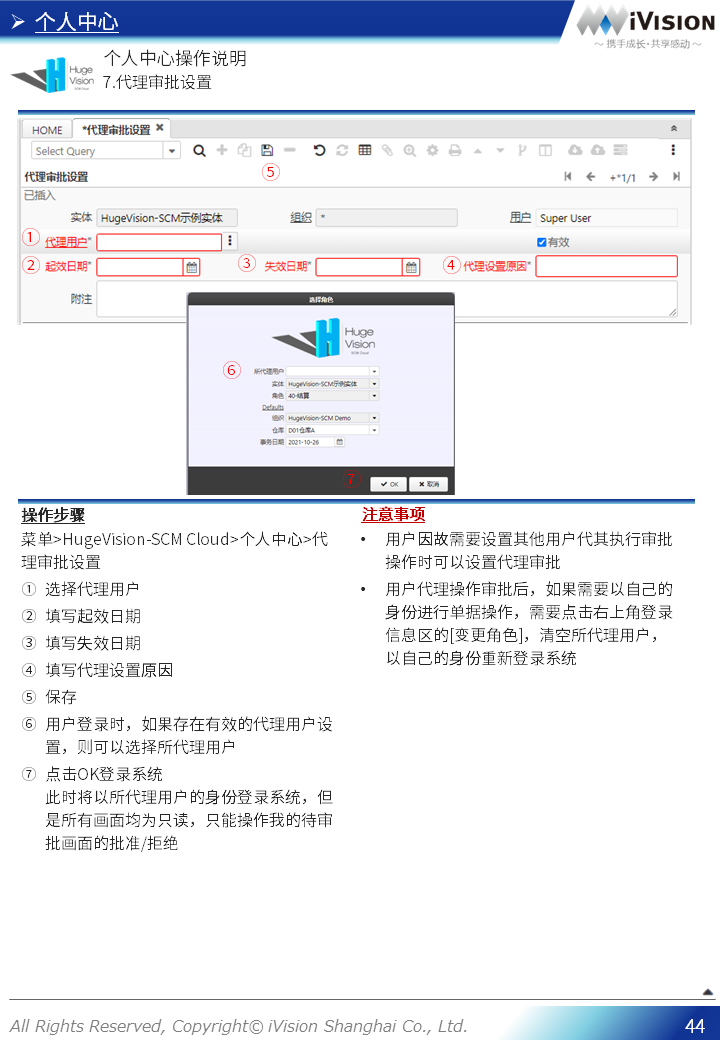 ➢ 个人中心
iVision
～ 携手成长·共享感动 ～
Huge Vision
SCM Cloud
个人中心操作说明
7.代理审批设置
HOME
*代理审批设置
Select Query
⑤
代理审批设置
+*1/1
已插入
实体 HugeVision-SCM示例实体 组织 * 用户 Super User
① 代理用户* 有效
② 起效日期* ③ 失效日期* ④ 代理设置原因*
附注
选择角色
Huge
Vision
SCM Cloud
⑥ 所代理用户
实体 HugeVision-SCM示例实体
角色 40-结算
Defaults
组织 HugeVision-SCM Demo
仓库 D01仓库A
事务日期 2021-10-26
⑦ OK 取消
操作步骤
菜单>HugeVision-SCM Cloud>个人中心>代
理审批设置
① 选择代理用户
② 填写起效日期
③ 填写失效日期
④ 填写代理设置原因
⑤ 保存
⑥ 用户登录时，如果存在有效的代理用户设
置，则可以选择所代理用户
⑦ 点击OK登录系统
此时将以所代理用户的身份登录系统，但
是所有画面均为只读，只能操作我的待审
批画面的批准/拒绝
注意事项
• 用户因故需要设置其他用户代其执行审批
操作时可以设置代理审批
• 用户代理操作审批后，如果需要以自己的
身份进行单据操作，需要点击右上角登录
信息区的[变更角色]，清空所代理用户，
以自己的身份重新登录系统
All Rights Reserved, Copyright© iVision Shanghai Co., Ltd.
44